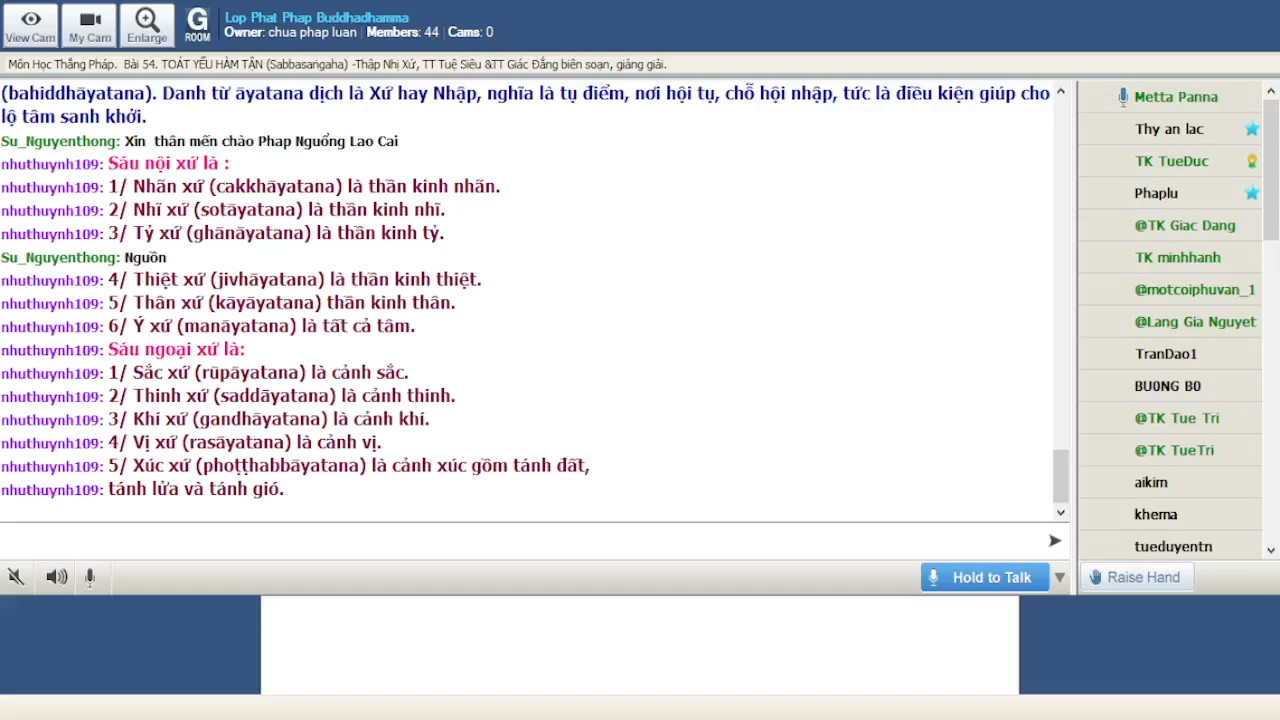 View Cam
My Cam
Enlarge
G
ROOM
Lop Phat Phap Buddhadhamma
Owner: chua phap luan | Members: 44 | Cams: 0
Môn Học Thắng Pháp. Bài 54. TOÁT YẾU HÀM TẬN (Sabbasaṅgaha) -Thập Nhị Xứ, TT Tuệ Siêu &TT Giác Đẳng biên soạn, giảng giải.
(bahiddhāyatana). Danh từ āyatana dịch là Xứ hay Nhập, nghĩa là tụ điểm, nơi hội tụ, chỗ hội nhập, tức là điều kiện giúp cho
lộ tâm sanh khởi.
Su_Nguyenthong: Xin thân mến chào Phap Nguổng Lao Cai
nhuthuynh109: Sáu nội xứ là :
nhuthuynh109: 1/ Nhãn xứ (cakkhāyatana) là thần kinh nhãn.
nhuthuynh109: 2/ Nhĩ xứ (sotāyatana) là thần kinh nhĩ.
nhuthuynh109: 3/ Tỷ xứ (ghānāyatana) là thần kinh tỷ.
Su_Nguyenthong: Nguồn
nhuthuynh109: 4/ Thiệt xứ (jivhāyatana) là thần kinh thiệt.
nhuthuynh109: 5/ Thân xứ (kāyāyatana) thần kinh thân.
nhuthuynh109: 6/ Ý xứ (manāyatana) là tất cả tâm.
nhuthuynh109: Sáu ngoại xứ là:
nhuthuynh109: 1/ Sắc xứ (rūpāyatana) là cảnh sắc.
nhuthuynh109: 2/ Thinh xứ (saddāyatana) là cảnh thinh.
nhuthuynh109: 3/ Khí xứ (gandhāyatana) là cảnh khí.
nhuthuynh109: 4/ Vị xứ (rasāyatana) là cảnh vị.
nhuthuynh109: 5/ Xúc xứ (phoṭṭhabbāyatana) là cảnh xúc gồm tánh đất,
nhuthuynh109: tánh lửa và tánh gió.
Hold to Talk
Metta Panna
Thy an lac
TK TueDuc
Phaplu
@TK Giac Dang
TK minhhanh
@motcoiphuvan_1
@Lang Gia Nguyet
TranDao1
BU0NG B0
@TK Tue Tri
@TK TueTri
aikim
khema
tueduyentn
Raise Hand